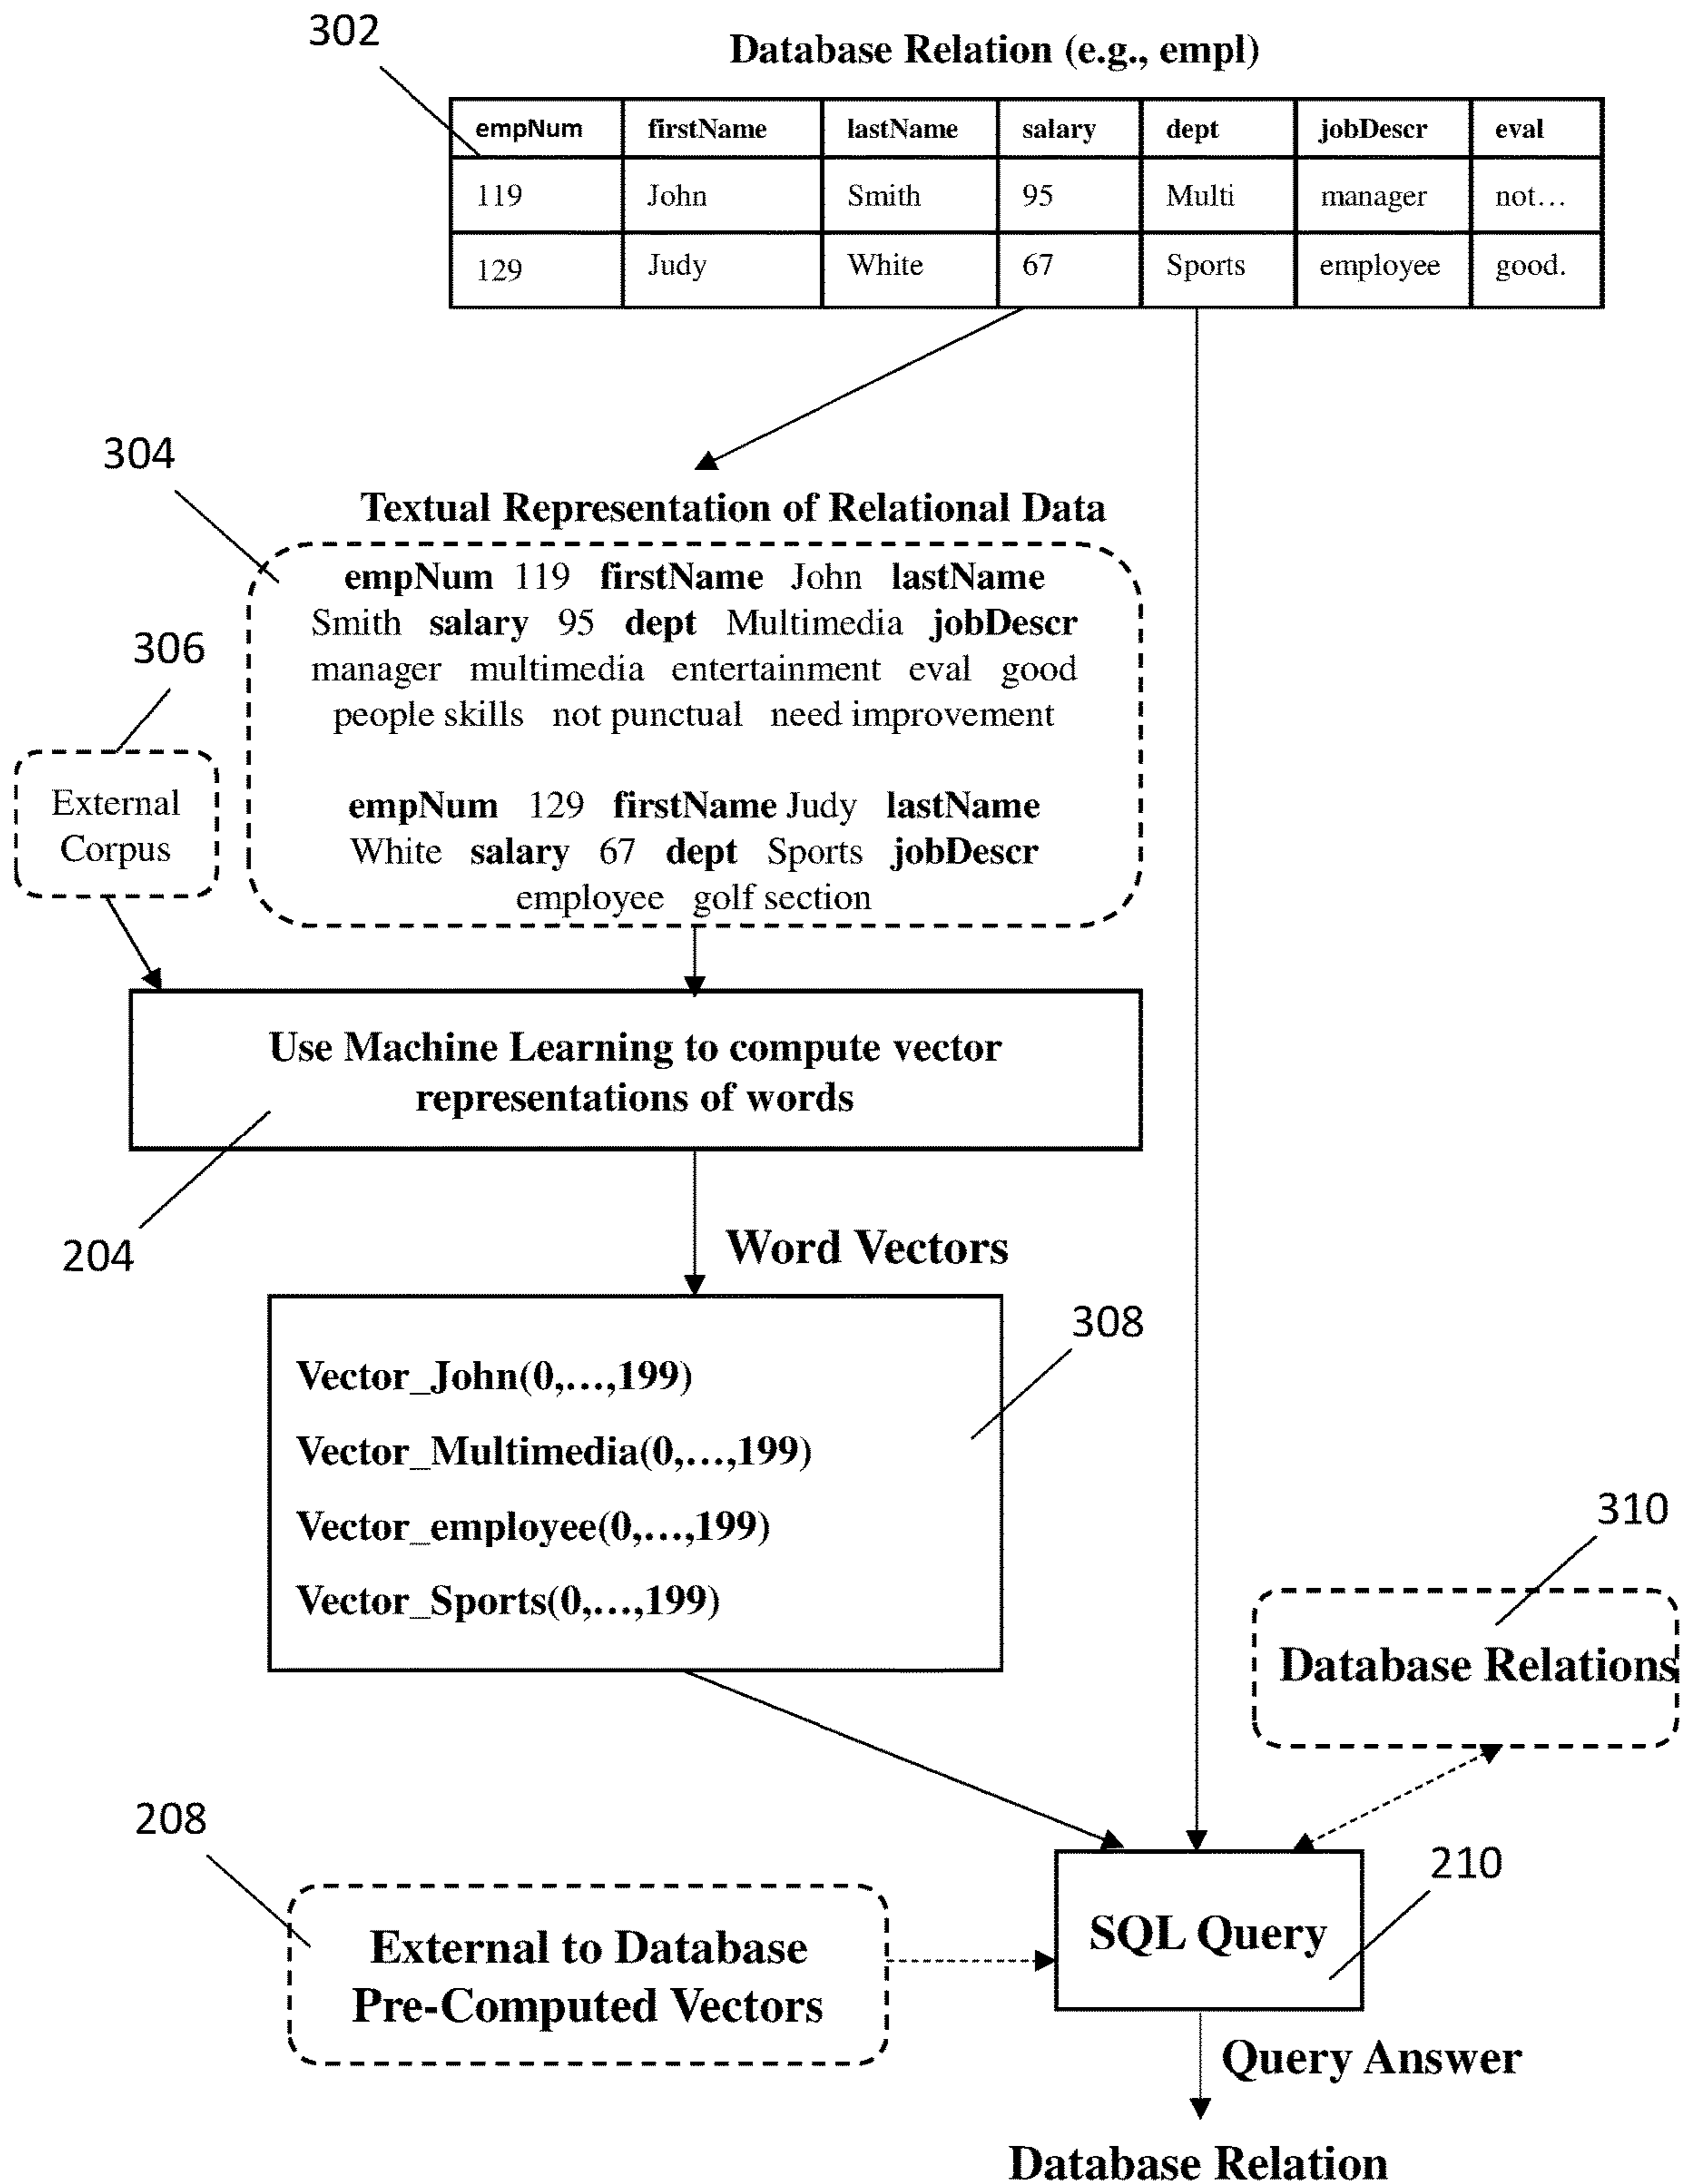 302
Database Relation (e.g., empl)
empNum firstName lastName salary dept jobDescr eval
119 John Smith 95 Multi manager not...
129 Judy White 67 Sports employee good.
304
Textual Representation of Relational Data
empNum 119 firstName John lastName
Smith salary 95 dept Multimedia jobDescr
manager multimedia entertainment eval good
people skills not punctual need improvement
306
External
Corpus
empNum 129 firstName Judy lastName
White salary 67 dept Sports jobDescr
employee golf section
Use Machine Learning to compute vector
representations of words
204
Word Vectors
308
Vector_John(0,...,199)
Vector_Multimedia(0,...,199)
Vector_employee(0,...,199)
Vector_Sports(0,...,199)
310
Database Relations
208
210
External to Database
Pre-Computed Vectors
SQL Query
Query Answer
Database Relation